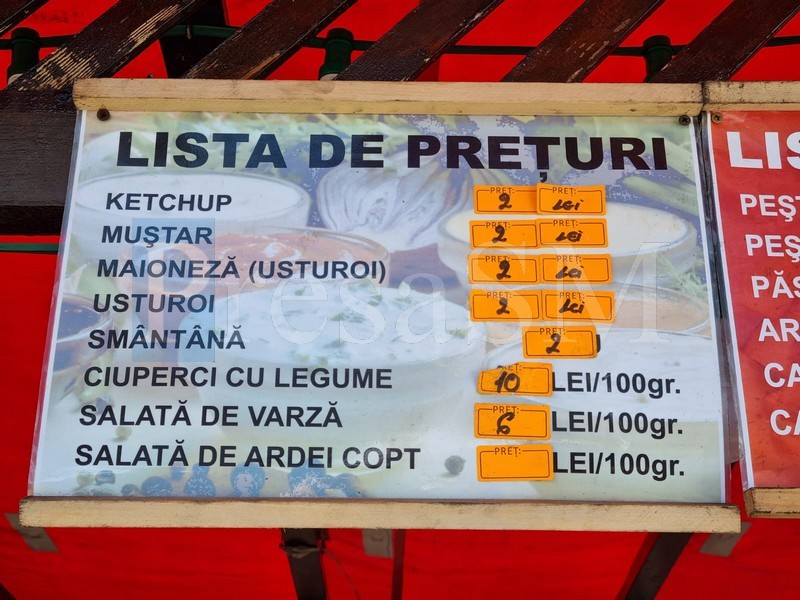 LISTA DE PREȚURI
KETCHUP PREȚ: 2 PREȚ: LEI
MUȘTAR PREȚ: 2 PREȚ: LEI
MAIONEZĂ (USTUROI) PREȚ: 2 PREȚ: LEI
USTUROI PREȚ: 2 PREȚ: LEI
SMÂNTÂNĂ PREȚ: 2
CIUPERCI CU LEGUME PREȚ: 10 LEI/100gr.
SALATĂ DE VARZĂ PREȚ: 6 LEI/100gr.
SALATĂ DE ARDEI COPT PREȚ: LEI/100gr.
PresaSM
LIS
PEȘT
PEȘ
PĂS
AR
CA
CA